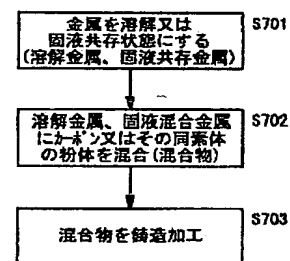 金属を溶解又は
固液共存状態にする
(溶解金属、固液共存金属)
S701
溶解金属、固液混合金属
にカーボン又はその同素体
の粉体を混合(混合物)
S702
混合物を鋳造加工
S703